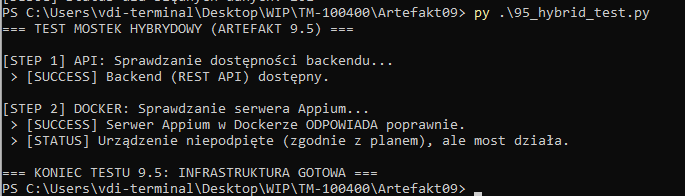 PS C:\Users\vdi-terminal\Desktop\WIP\TM-100400\Artefakt09> py .\95_hybrid_test.py
=== TEST MOSTEK HYBRYDOWY (ARTEFAKT 9.5) ===
[STEP 1] API: Sprawdzanie dostępności backendu...
> [SUCCESS] Backend (REST API) dostępny.
[STEP 2] DOCKER: Sprawdzanie serwera Appium...
> [SUCCESS] Serwer Appium w Dockerze ODPOWIADA poprawnie.
> [STATUS] Urządzenie niepodpięte (zgodnie z planem), ale most działa.
=== KONIEC TESTU 9.5: INFRASTRUKTURA GOTOWA ===
PS C:\Users\vdi-terminal\Desktop\WIP\TM-100400\Artefakt09>